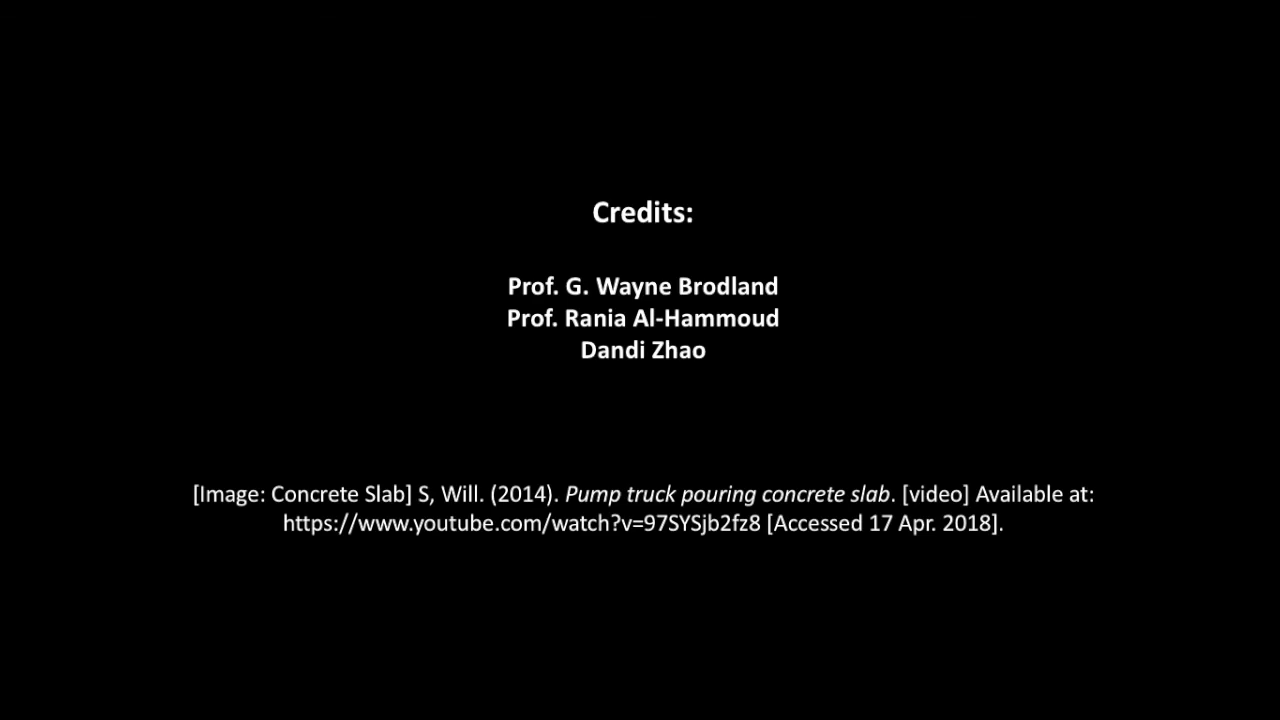 Credits:
Prof. G. Wayne Brodland
Prof. Rania Al-Hammoud
Dandi Zhao
[Image: Concrete Slab] S, Will. (2014). Pump truck pouring concrete slab. [video] Available at:
https://www.youtube.com/watch?v=97SYSjb2fz8 [Accessed 17 Apr. 2018].